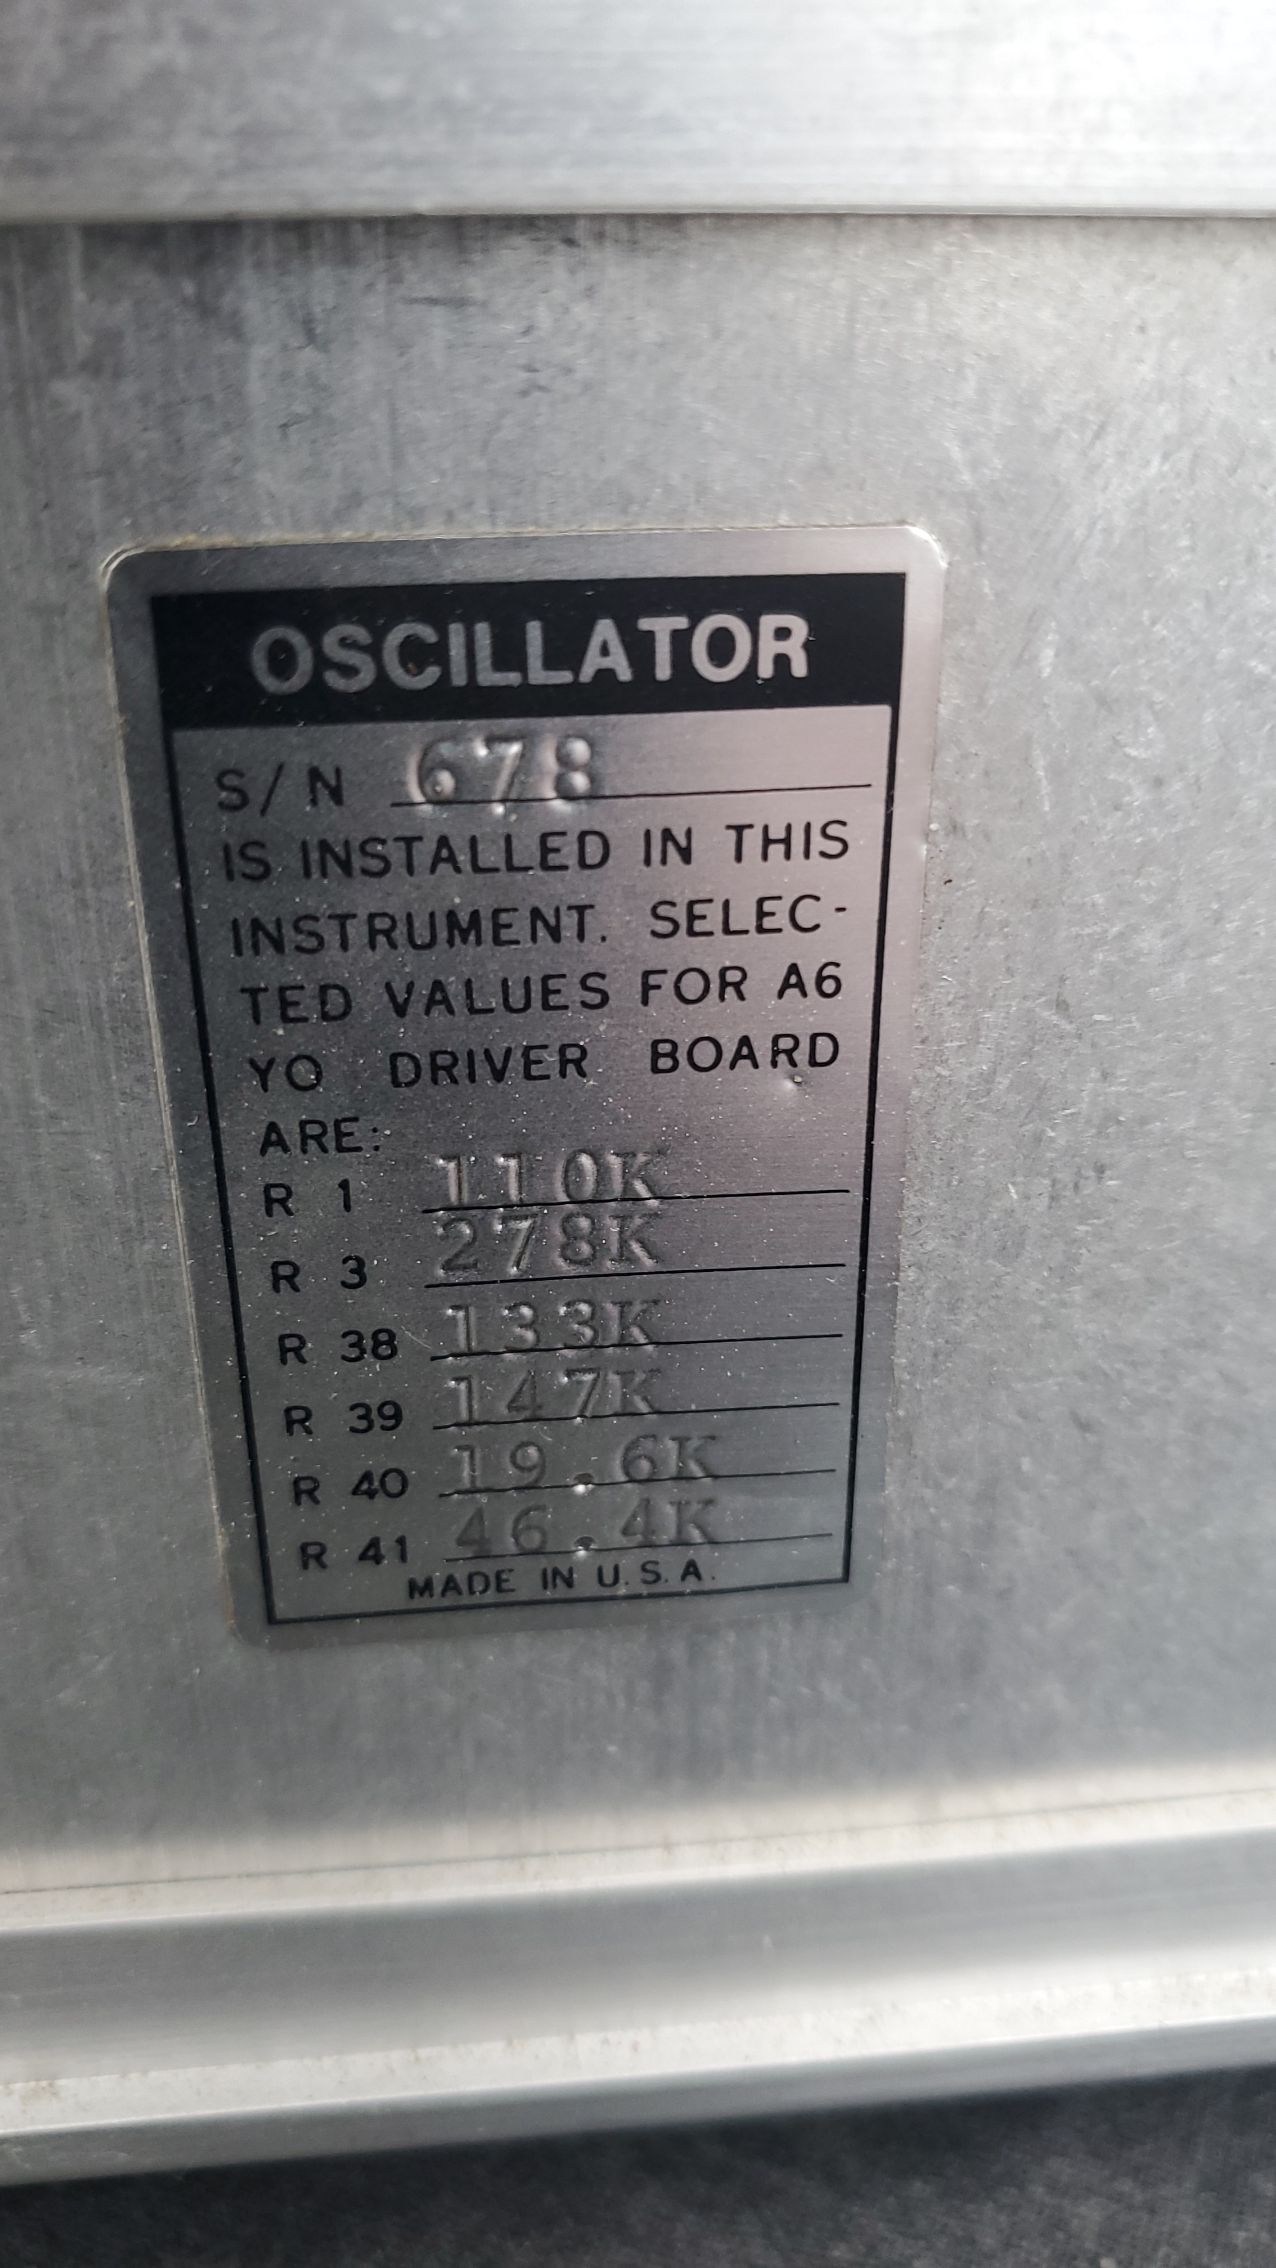 OSCILLATOR
S/N 678
IS INSTALLED IN THIS
INSTRUMENT. SELEC-
TED VALUES FOR A6
YO DRIVER BOARD
ARE:
R 1 110K
R 3 278K
R 38 133K
R 39 147K
R 40 19.6K
R 41 46.4K
MADE IN U.S.A.